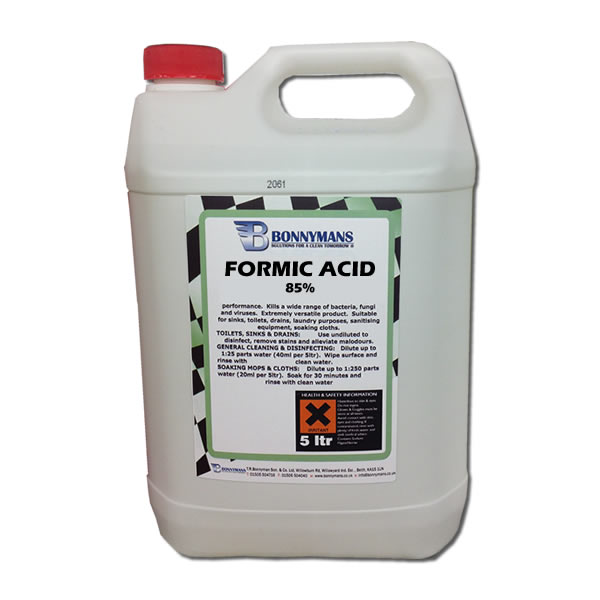 2061
BONNYMANS
SOLUTIONS FOR A CLEAN TOMORROW
FORMIC ACID
85%
performance. Kills a wide range of bacteria, fungi
and viruses. Extremely versatile product. Suitable
for sinks, toilets, drains, laundry purposes, sanitising
equipment, soaking cloths.
TOILETS, SINKS & DRAINS: Use undiluted to
disinfect, remove stains and alleviate malodours.
GENERAL CLEANING & DISINFECTING: Dilute up to
1:25 parts water (40ml per 5ltr). Wipe surface and
rinse with clean water.
SOAKING MOPS & CLOTHS: Dilute up to 1:250 parts
water (20ml per 5ltr). Soak for 30 minutes and
rinse with clean water
HEALTH & SAFETY INFORMATION
IRRITANT
5 ltr
BONNYMANS